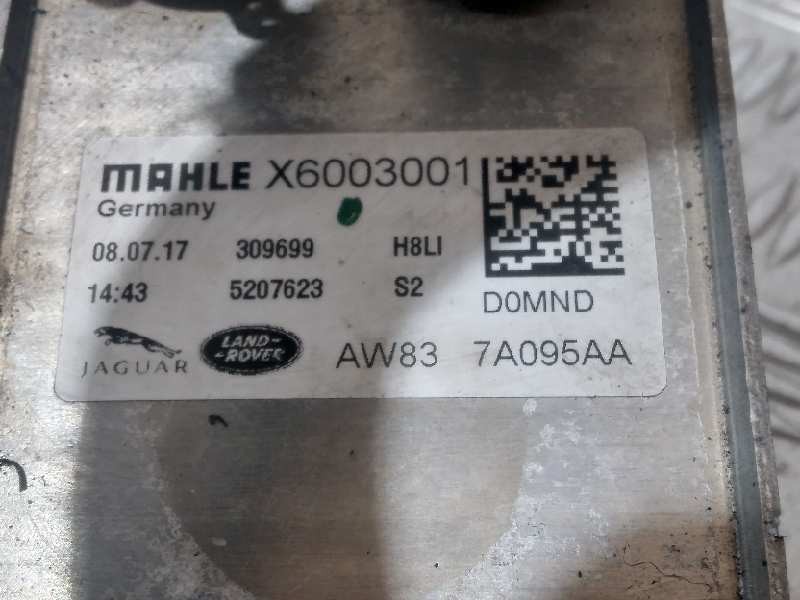 MAHLE X6003001
Germany
08.07.17 309699 H8LI
14:43 5207623 S2 D0MND
JAGUAR LAND-ROVER AW83 7A095AA